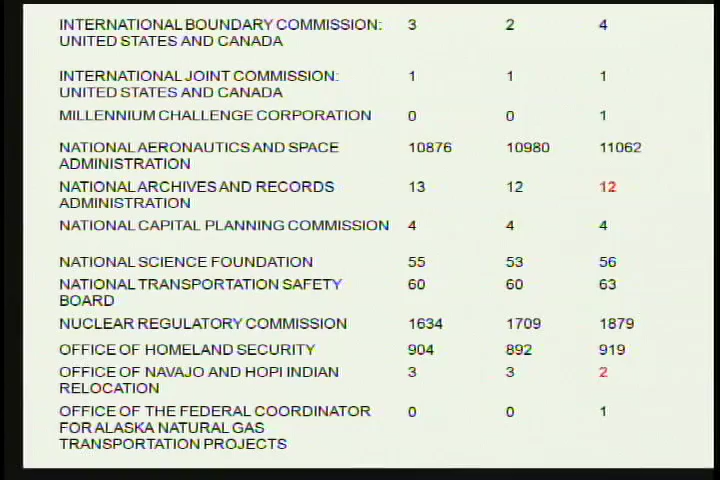 INTERNATIONAL BOUNDARY COMMISSION: 3 2 4
UNITED STATES AND CANADA
INTERNATIONAL JOINT COMMISSION: 1 1 1
UNITED STATES AND CANADA
MILLENNIUM CHALLENGE CORPORATION 0 0 1
NATIONAL AERONAUTICS AND SPACE 10876 10980 11062
ADMINISTRATION
NATIONAL ARCHIVES AND RECORDS 13 12 12
ADMINISTRATION
NATIONAL CAPITAL PLANNING COMMISSION 4 4 4
NATIONAL SCIENCE FOUNDATION 55 53 56
NATIONAL TRANSPORTATION SAFETY 60 60 63
BOARD
NUCLEAR REGULATORY COMMISSION 1634 1709 1879
OFFICE OF HOMELAND SECURITY 904 892 919
OFFICE OF NAVAJO AND HOPI INDIAN 3 3 2
RELOCATION
OFFICE OF THE FEDERAL COORDINATOR 0 0 1
FOR ALASKA NATURAL GAS
TRANSPORTATION PROJECTS